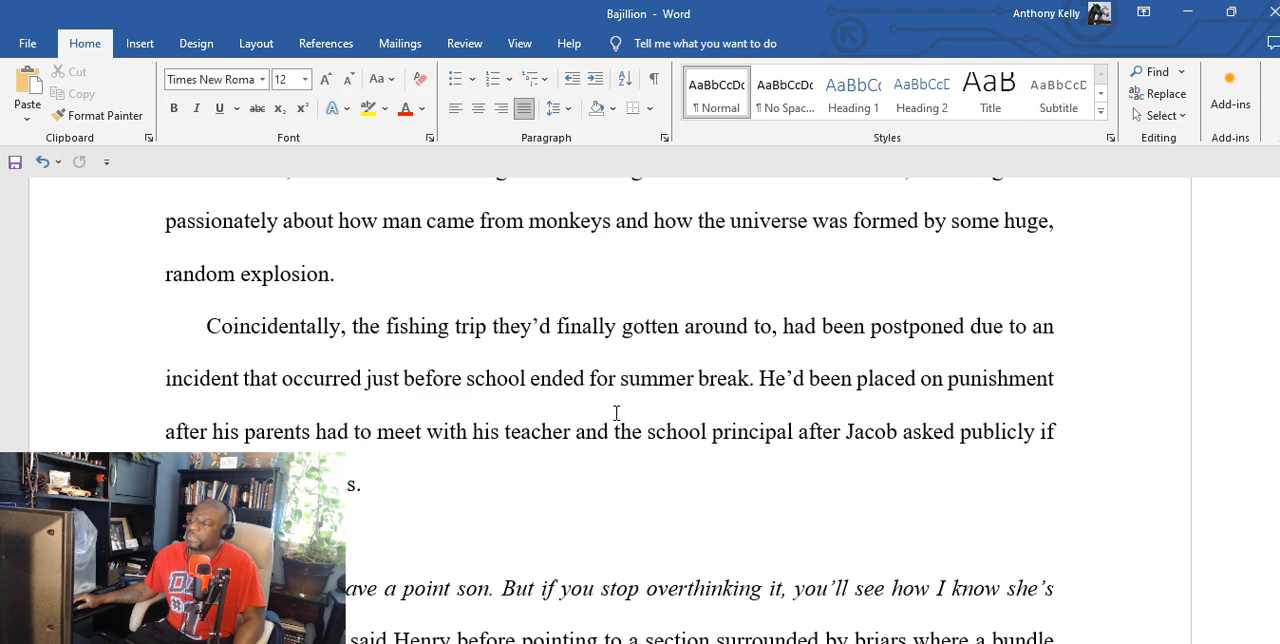 Bajillion - Word
Anthony Kelly
File Home Insert Design Layout References Mailings Review View Help Tell me what you want to do
Paste
Cut
Copy
Format Painter
Times New Roma 12
Aa
B I U abc x₂ x² A A
¶
AaBbCcDc AaBbCcDc AaBbCc AaBbCcE AaB AaBbCcD
¶ Normal ¶ No Spac... Heading 1 Heading 2 Title Subtitle
Find
Replace
Select
Add-ins
Clipboard Font Paragraph Styles Editing Add-ins
passionately about how man came from monkeys and how the universe was formed by some huge,
random explosion.
Coincidentally, the fishing trip they’d finally gotten around to, had been postponed due to an
incident that occurred just before school ended for summer break. He’d been placed on punishment
after his parents had to meet with his teacher and the school principal after Jacob asked publicly if
s.
ave a point son. But if you stop overthinking it, you’ll see how I know she’s
said Henry before pointing to a section surrounded by briars where a bundle